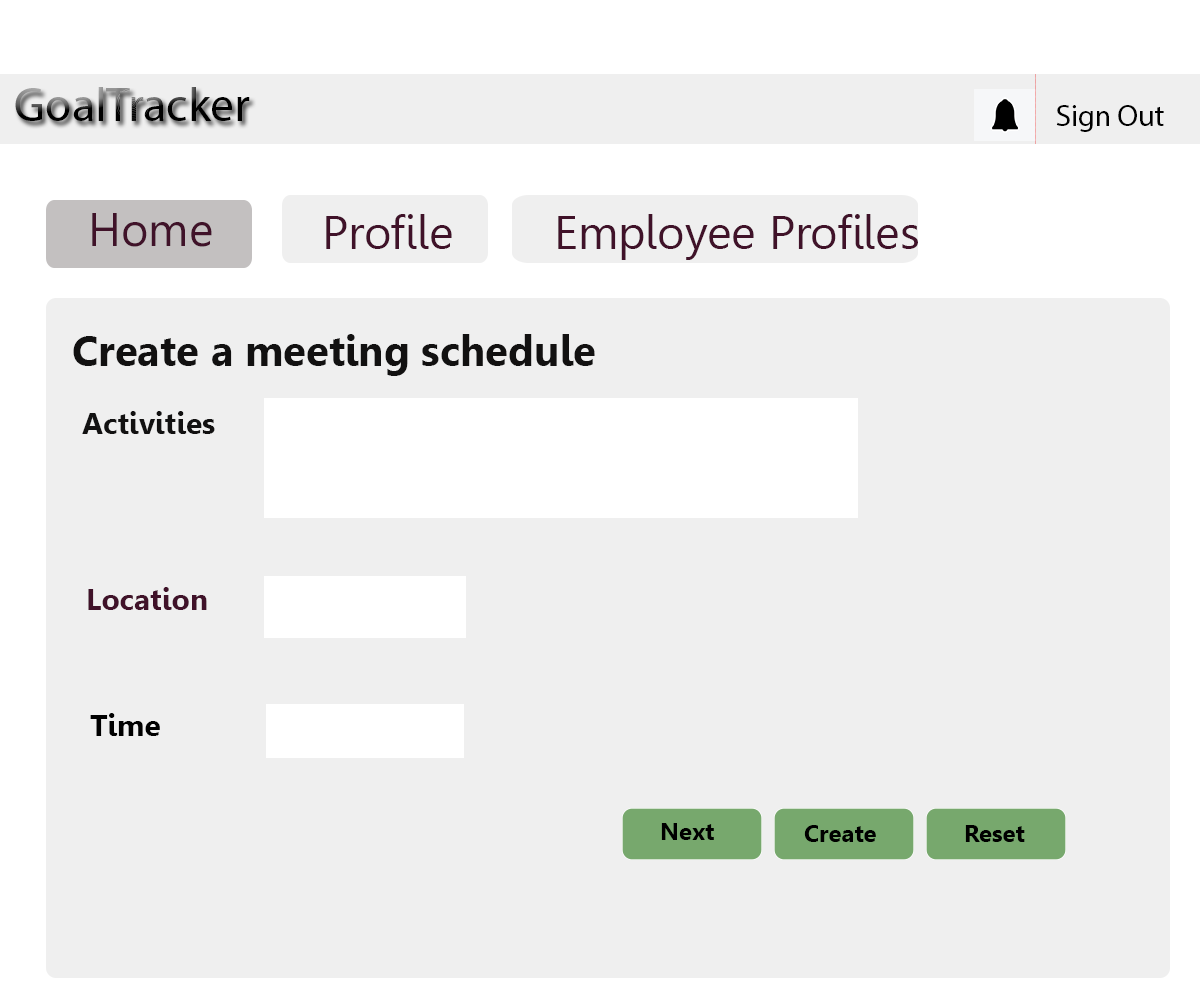 GoalTracker
Sign Out
Home
Profile
Employee Profiles
Create a meeting schedule
Activities
Location
Time
Next
Create
Reset